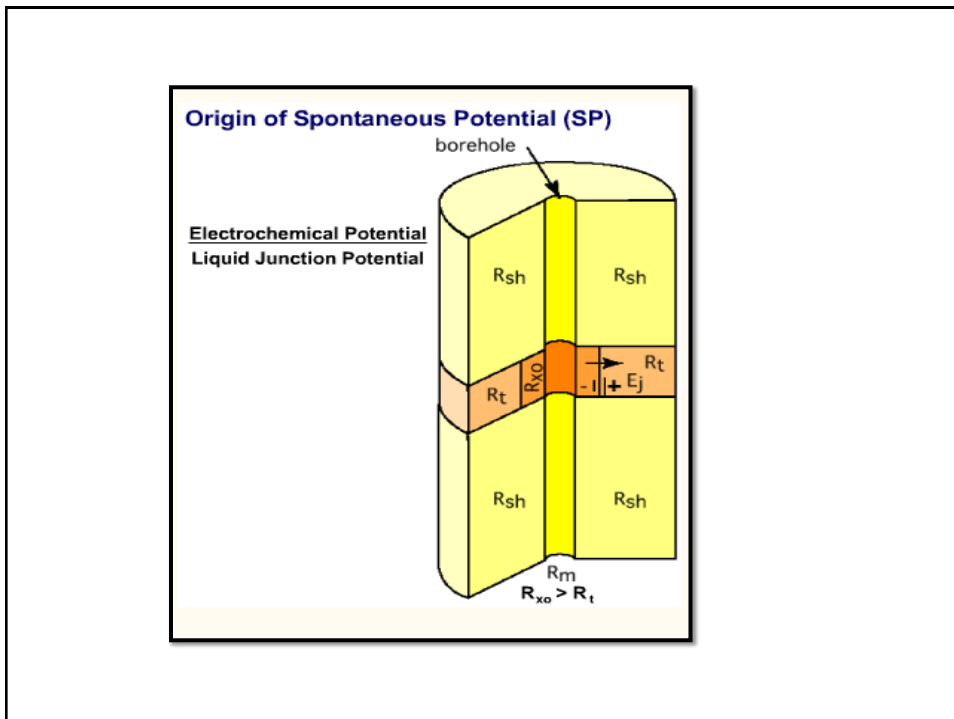 Origin of Spontaneous Potential (SP)
borehole
Electrochemical Potential
Liquid Junction Potential
Rsh
Rsh
Rt
Rxo
Rt
- + Ej
Rsh
Rsh
Rm
Rxo > Rt